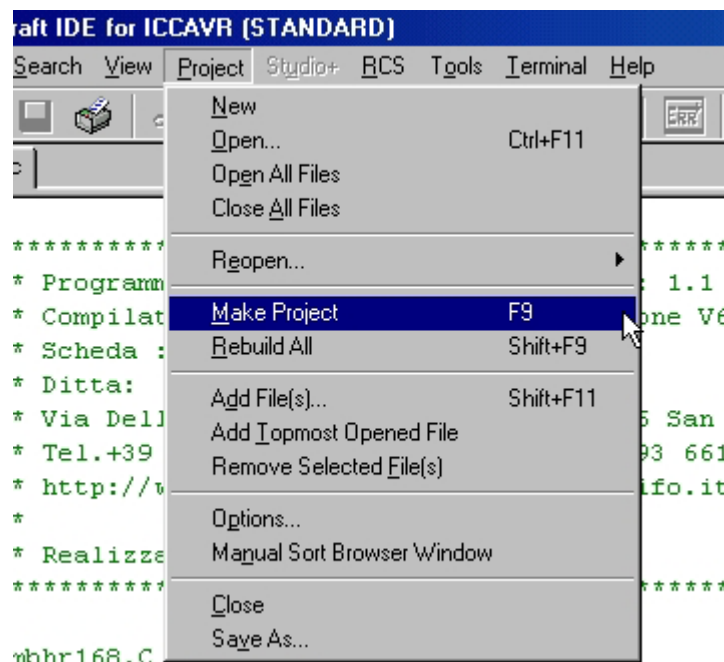 raft IDE for ICCAVR (STANDARD)
Search View Project Studio+ RCS Tools Terminal Help
ERR
c
New
Open... Ctrl+F11
Open All Files
Close All Files
Reopen...
Make Project F9
Rebuild All Shift+F9
Add File(s)... Shift+F11
Add Topmost Opened File
Remove Selected File(s)
Options...
Manual Sort Browser Window
Close
Save As...
**********
* Programm : 1.1
* Compilat one V6
* Scheda :
* Ditta:
* Via Dell San
* Tel.+39 93 661
* http:// ifo.it
*
* Realizza
**********
mbhr168.C